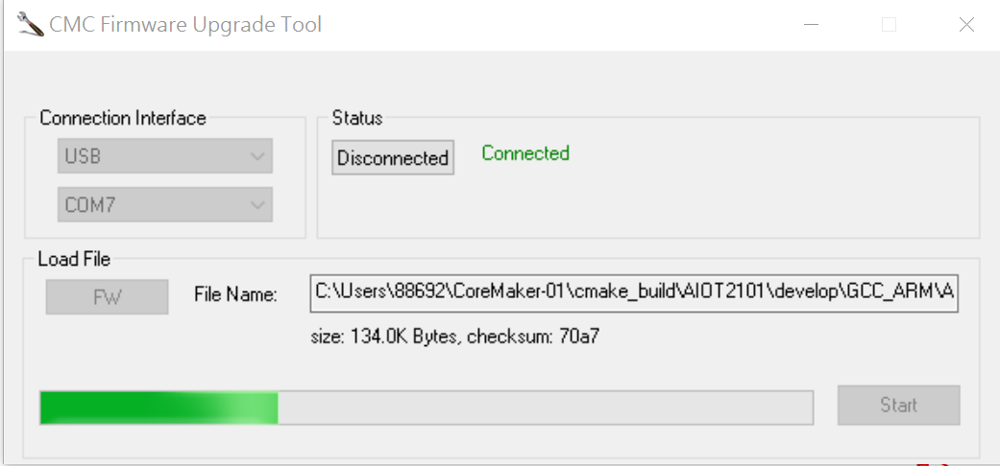 CMC Firmware Upgrade Tool
Connection Interface
USB
COM7
Status
Disconnected
Connected
Load File
FW
File Name:
C:\Users\88692\CoreMaker-01\cmake_build\AIOT2101\develop\GCC_ARM\A
size: 134.0K Bytes, checksum: 70a7
Start